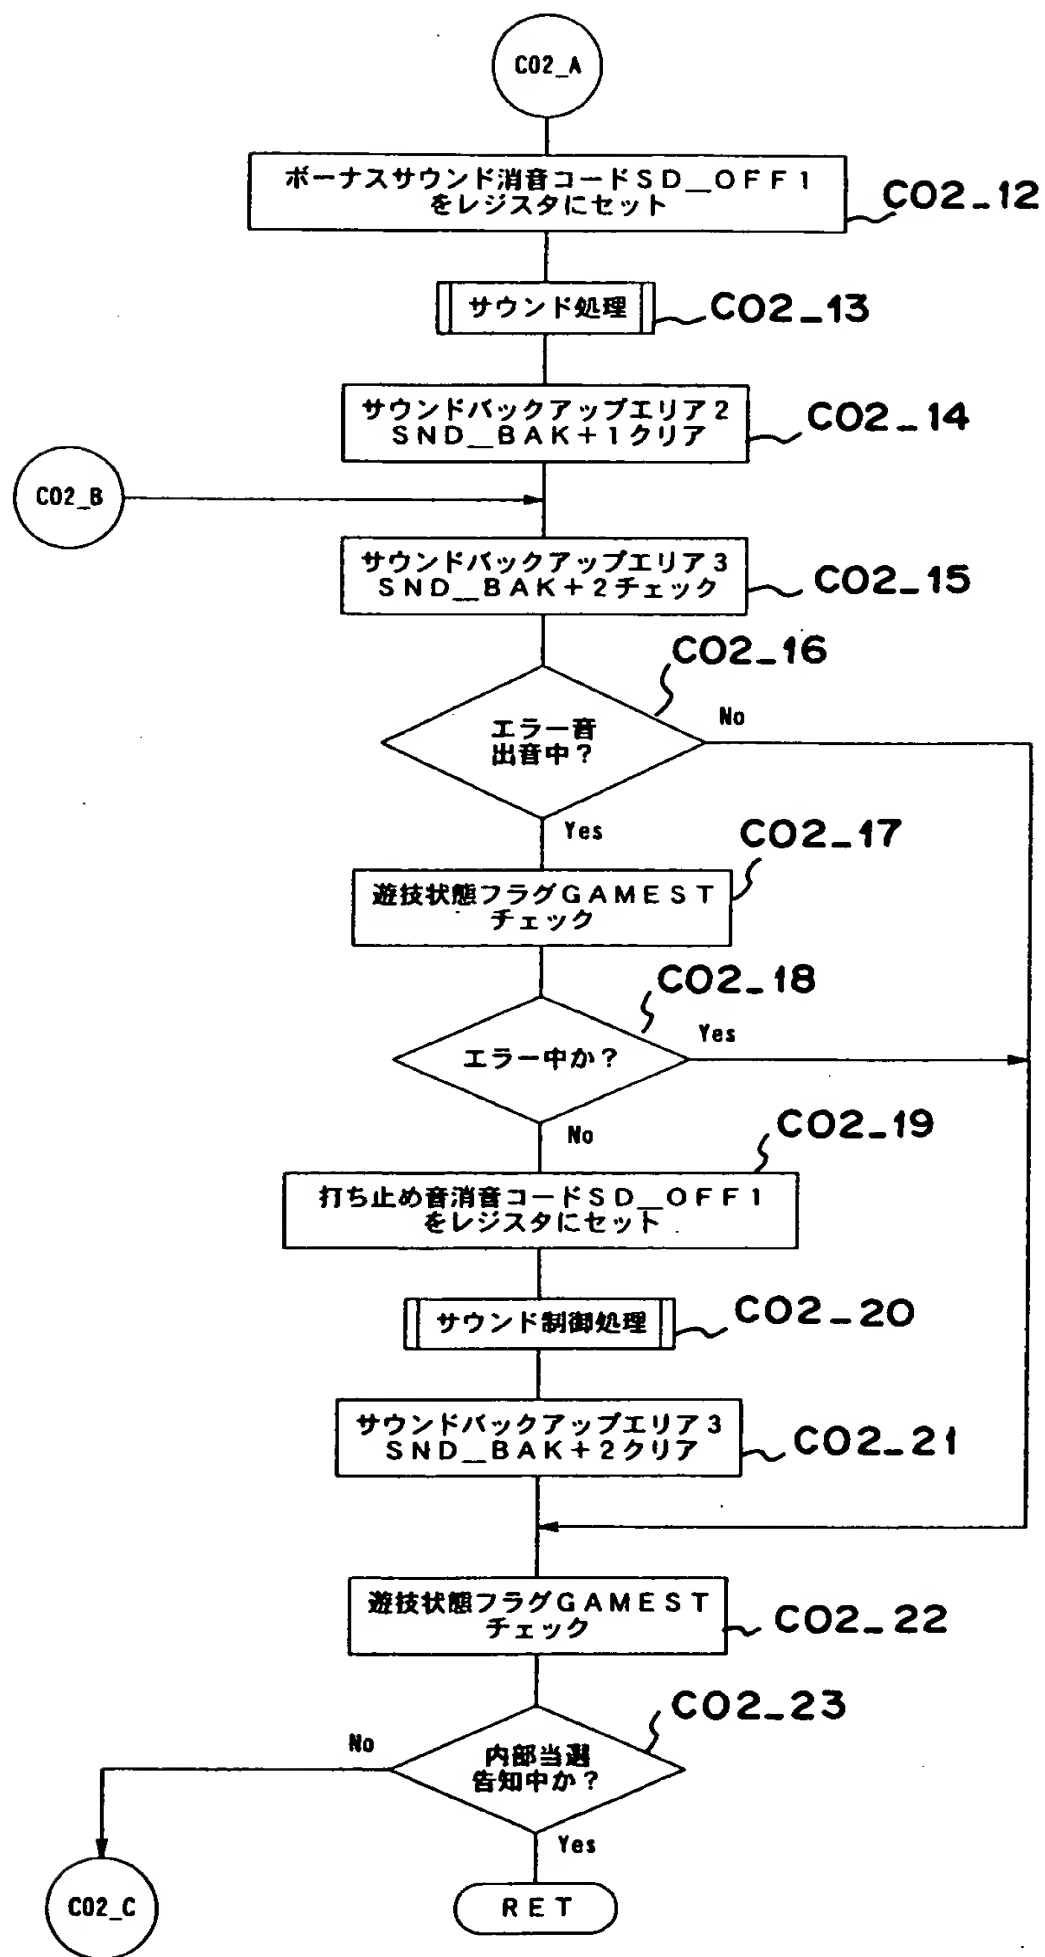 C02_A
ボーナスサウンド消音コードSD__OFF1
をレジスタにセット
C02_12
サウンド処理
C02_13
サウンドバックアップエリア2
SND__BAK+1クリア
C02_14
C02_B
サウンドバックアップエリア3
SND__BAK+2チェック
C02_15
C02_16
エラー音
出音中?
No
Yes
C02_17
遊技状態フラグGAMEST
チェック
C02_18
エラー中か?
Yes
No
C02_19
打ち止め音消音コードSD__OFF1
をレジスタにセット
サウンド制御処理
C02_20
サウンドバックアップエリア3
SND__BAK+2クリア
C02_21
遊技状態フラグGAMEST
チェック
C02_22
C02_23
No
内部当選
告知中か?
Yes
C02_C
RET